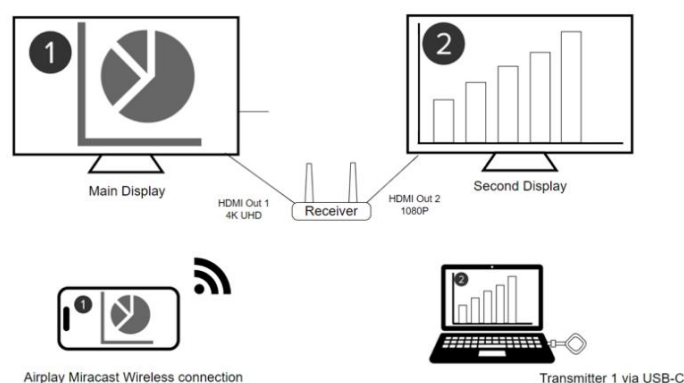 1
2
Main Display
Second Display
HDMI Out 1
4K UHD
Receiver
HDMI Out 2
1080P
1
2
Airplay Miracast Wireless connection
Transmitter 1 via USB-C